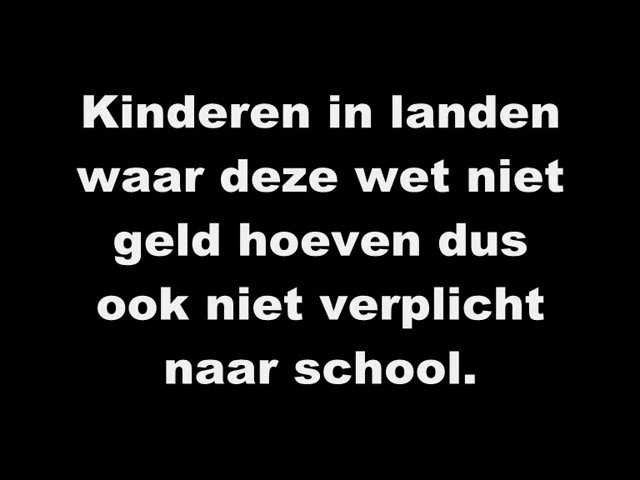 Kinderen in landen
waar deze wet niet
geld hoeven dus
ook niet verplicht
naar school.